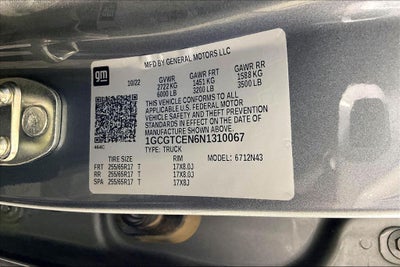 gm
MFD BY GENERAL MOTORS LLC
10/22 GVWR GAWR FRT GAWR RR
2722 KG 1451 KG 1588 KG
6000 LB 3200 LB 3500 LB
THIS VEHICLE CONFORMS TO ALL
APPLICABLE U.S. FEDERAL MOTOR
VEHICLE SAFETY AND THEFT PREVENTION
STANDARDS IN EFFECT ON THE DATE OF
MANUFACTURE SHOWN ABOVE.
1GCGTCEN6N1310067
TYPE: TRUCK MODEL: 6712N43
TIRE SIZE RIM
FRT 255/65R17 T 17X8.0J
RR 255/65R17 T 17X8.0J
SPA 255/65R17 T 17X8J